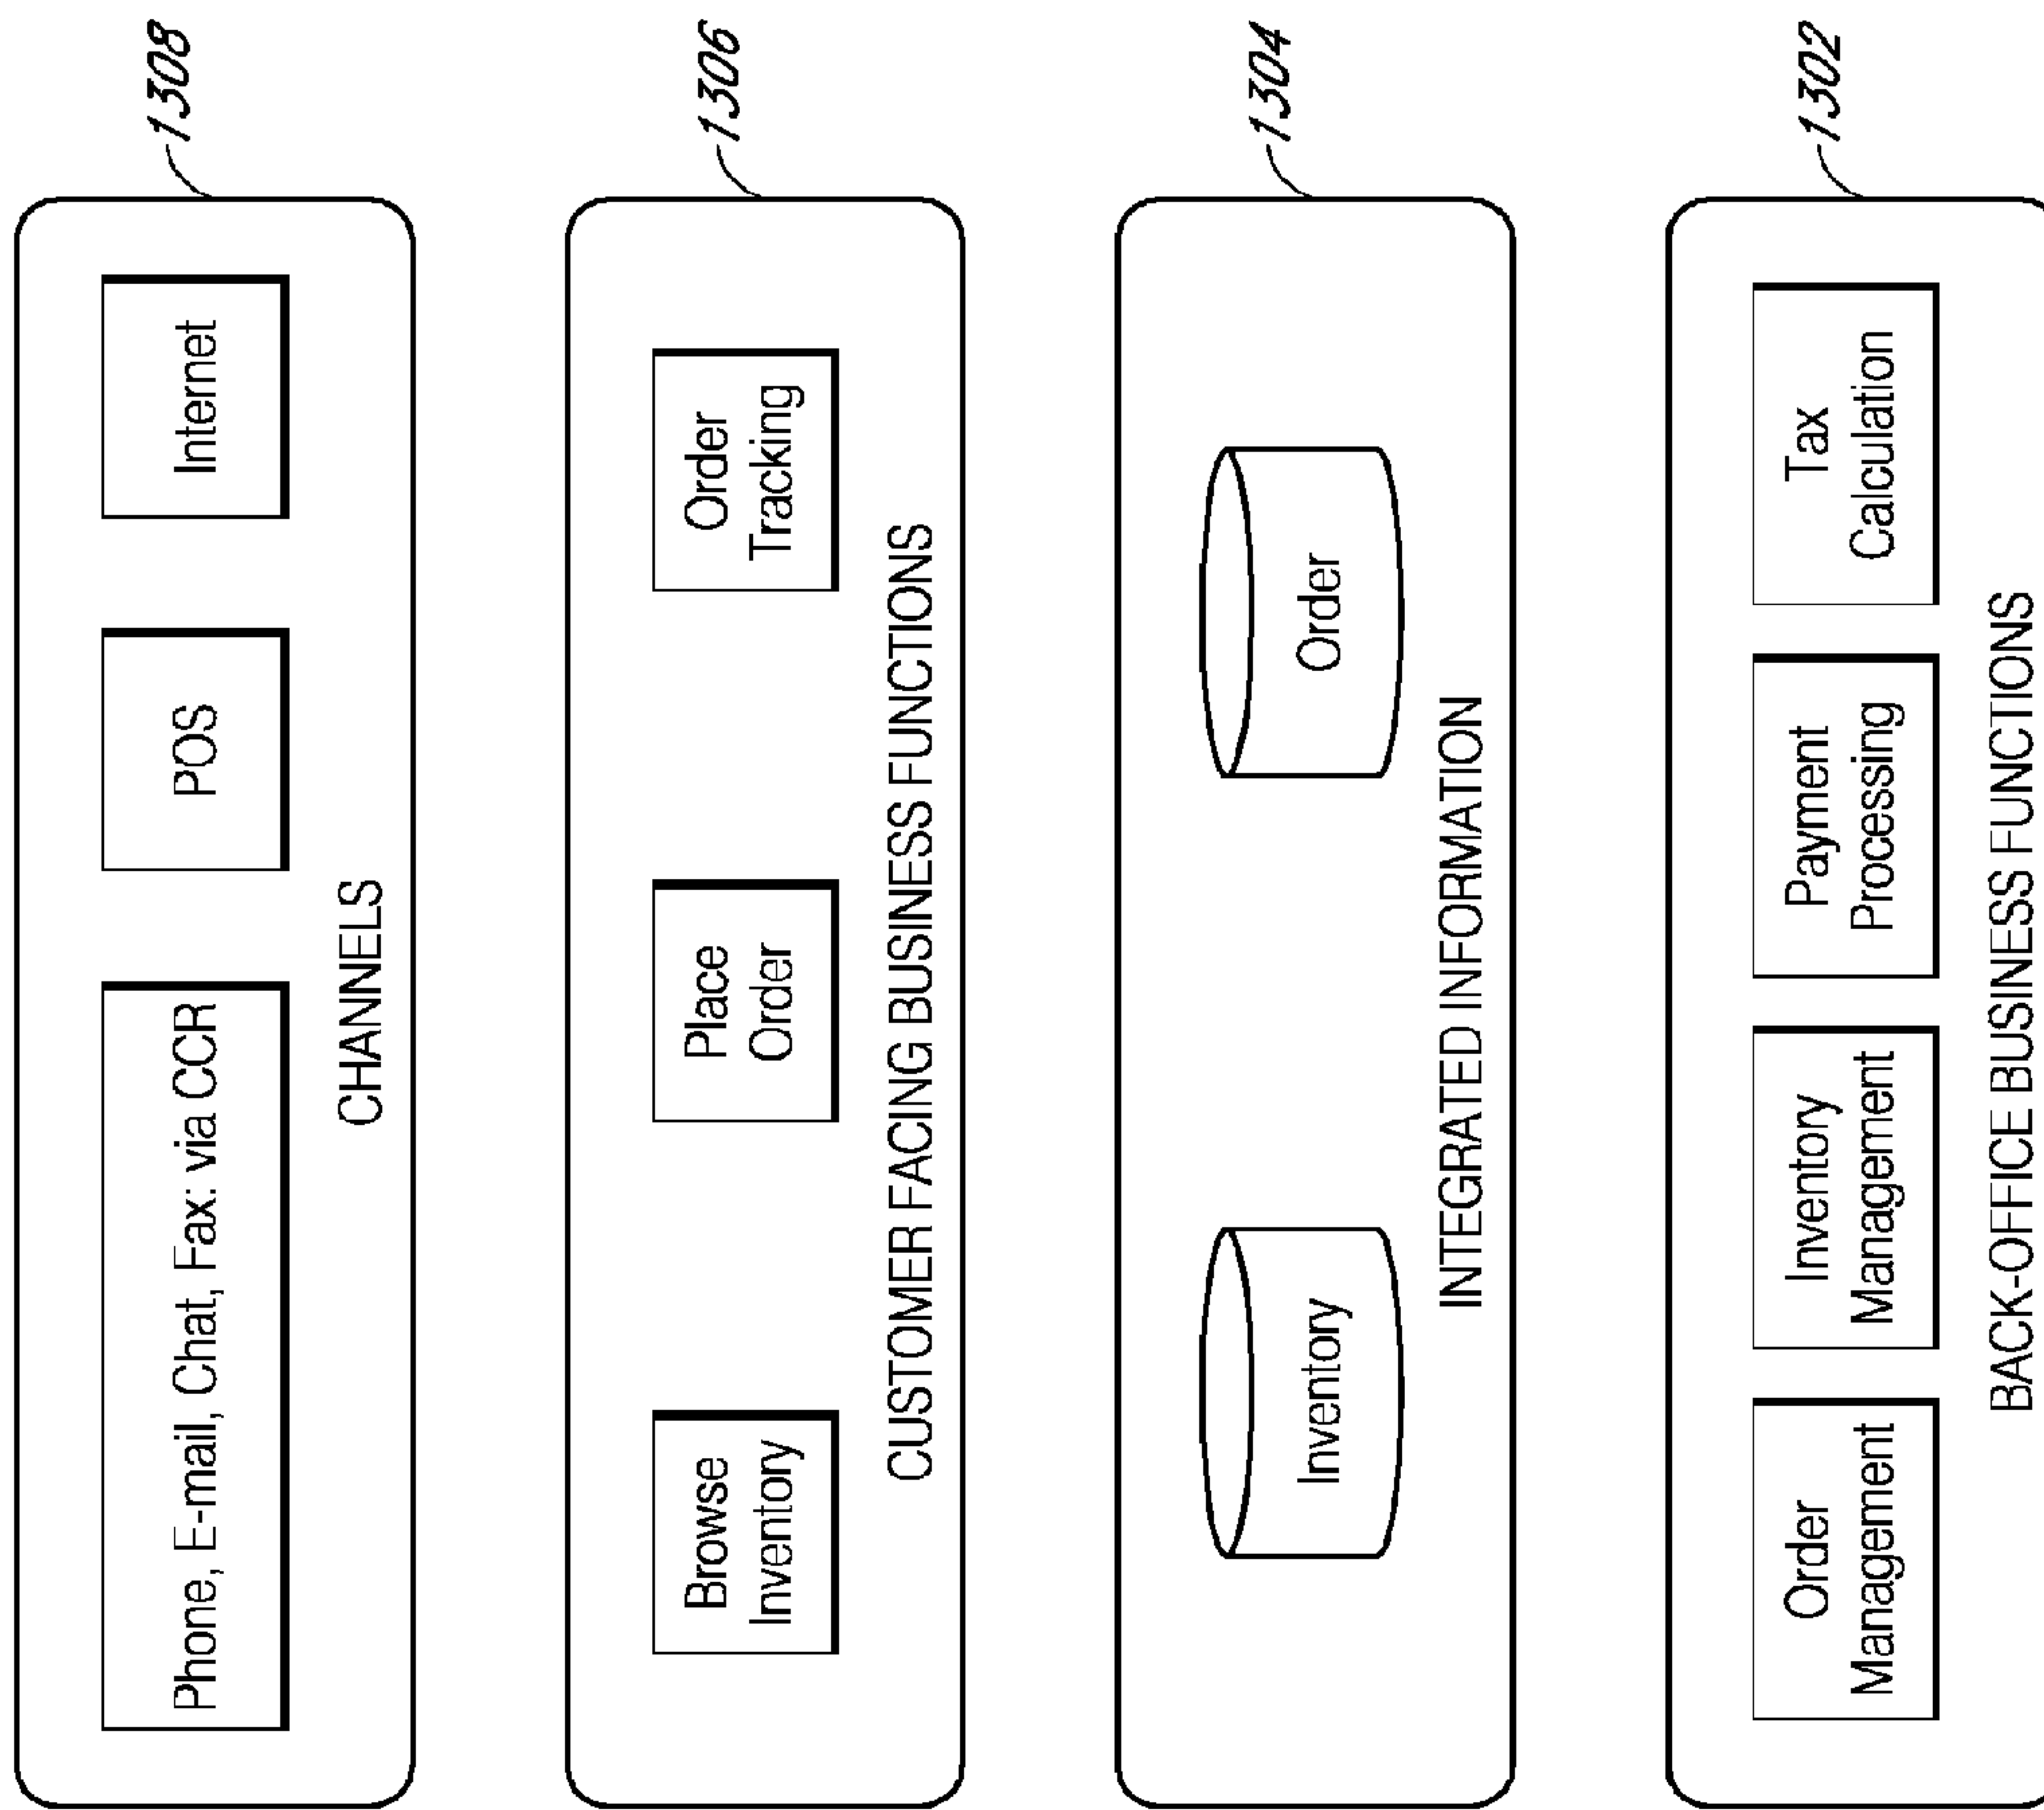 Phone, E-mail, Chat, Fax: via CCR
POS
Internet
CHANNELS
1308
Browse
Inventory
Place
Order
Order
Tracking
CUSTOMER FACING BUSINESS FUNCTIONS
1306
Inventory
Order
INTEGRATED INFORMATION
1304
Order
Management
Inventory
Management
Payment
Processing
Tax
Calculation
BACK-OFFICE BUSINESS FUNCTIONS
1302